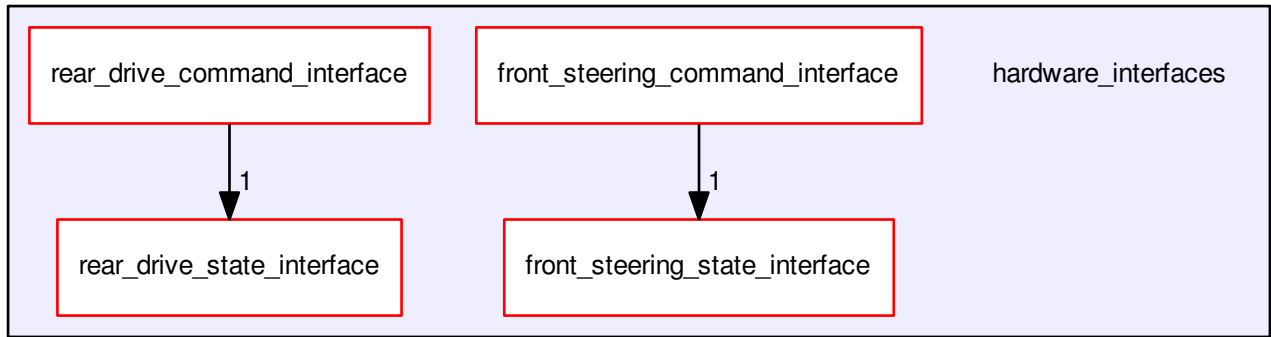 rear_drive_command_interface
front_steering_command_interface
hardware_interfaces
1
1
rear_drive_state_interface
front_steering_state_interface